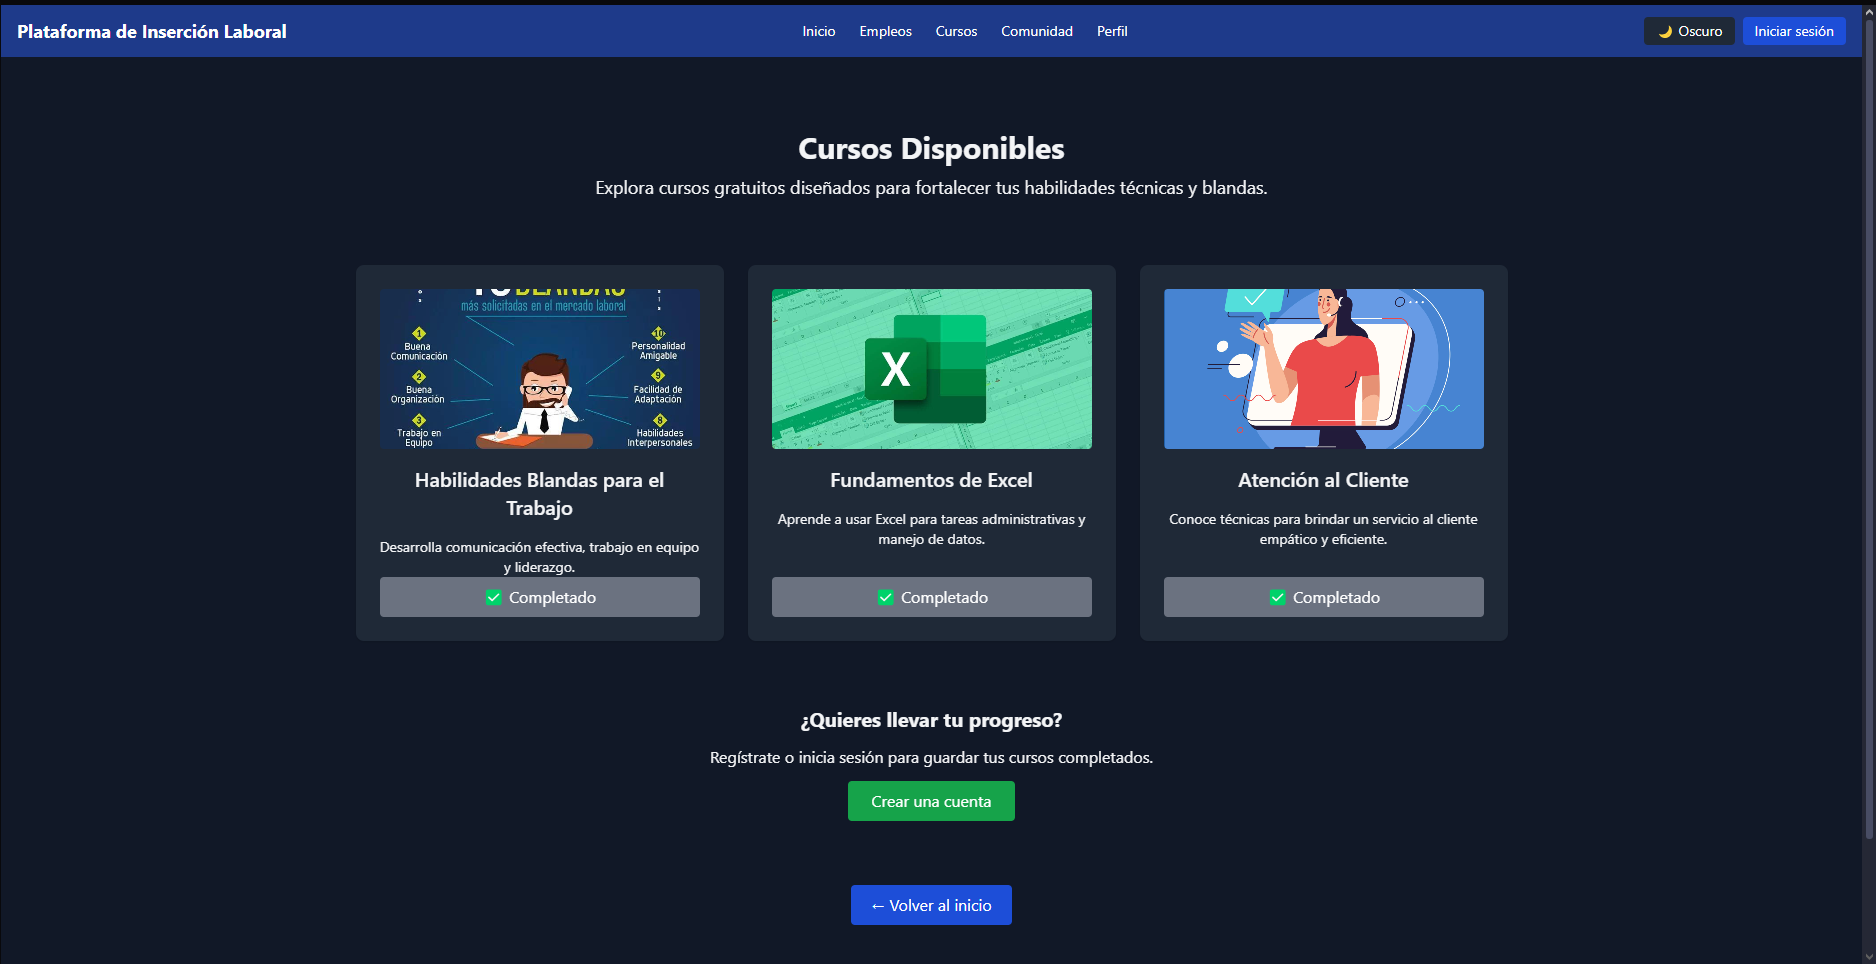 Plataforma de Inserción Laboral
Inicio Empleos Cursos Comunidad Perfil
🌙 Oscuro
Iniciar sesión
Cursos Disponibles
Explora cursos gratuitos diseñados para fortalecer tus habilidades técnicas y blandas.
más solicitadas en el mercado laboral
1
Buena
Comunicación
2
Buena
Organización
3
Trabajo en
Equipo
10
Personalidad
Amigable
9
Facilidad de
Adaptación
8
Habilidades
Interpersonales
Habilidades Blandas para el
Trabajo
Desarrolla comunicación efectiva, trabajo en equipo
y liderazgo.
✅ Completado
X
Fundamentos de Excel
Aprende a usar Excel para tareas administrativas y
manejo de datos.
✅ Completado
Atención al Cliente
Conoce técnicas para brindar un servicio al cliente
empático y eficiente.
✅ Completado
¿Quieres llevar tu progreso?
Regístrate o inicia sesión para guardar tus cursos completados.
Crear una cuenta
← Volver al inicio